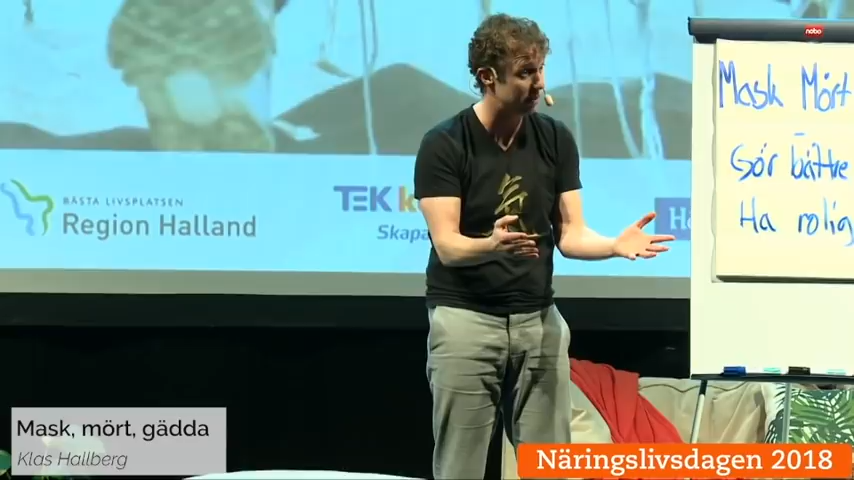 nobo
Mask Mört
Gör bättre
Ha rolig
BÄSTA LIVSPLATSEN
Region Halland
TEK
Skapa
Mask, mört, gädda
Klas Hallberg
Näringslivsdagen 2018